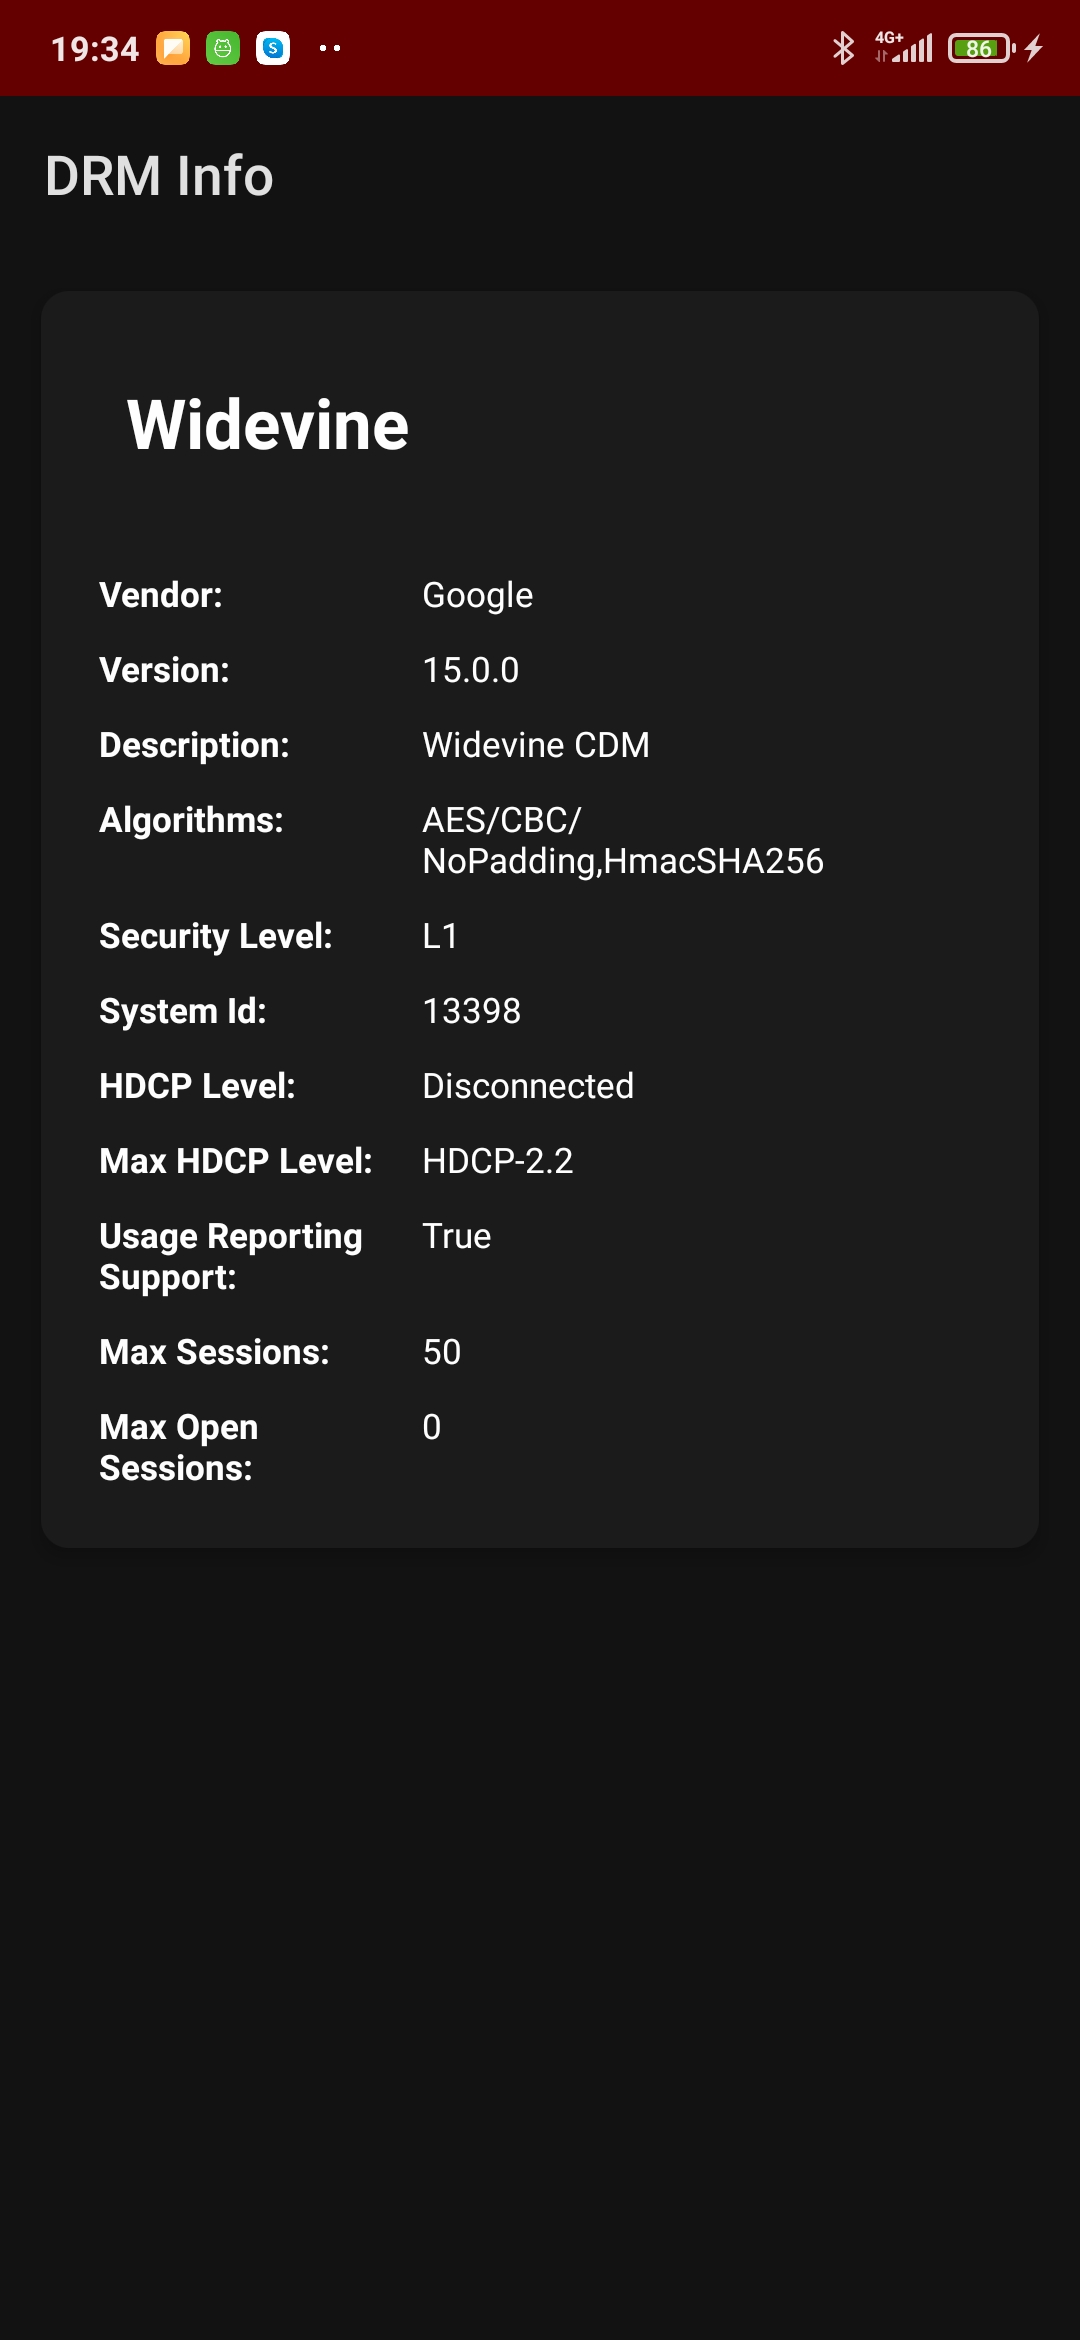 19:34
4G+
86
DRM Info
Widevine
Vendor: Google
Version: 15.0.0
Description: Widevine CDM
Algorithms: AES/CBC/
NoPadding,HmacSHA256
Security Level: L1
System Id: 13398
HDCP Level: Disconnected
Max HDCP Level: HDCP-2.2
Usage Reporting True
Support:
Max Sessions: 50
Max Open 0
Sessions: